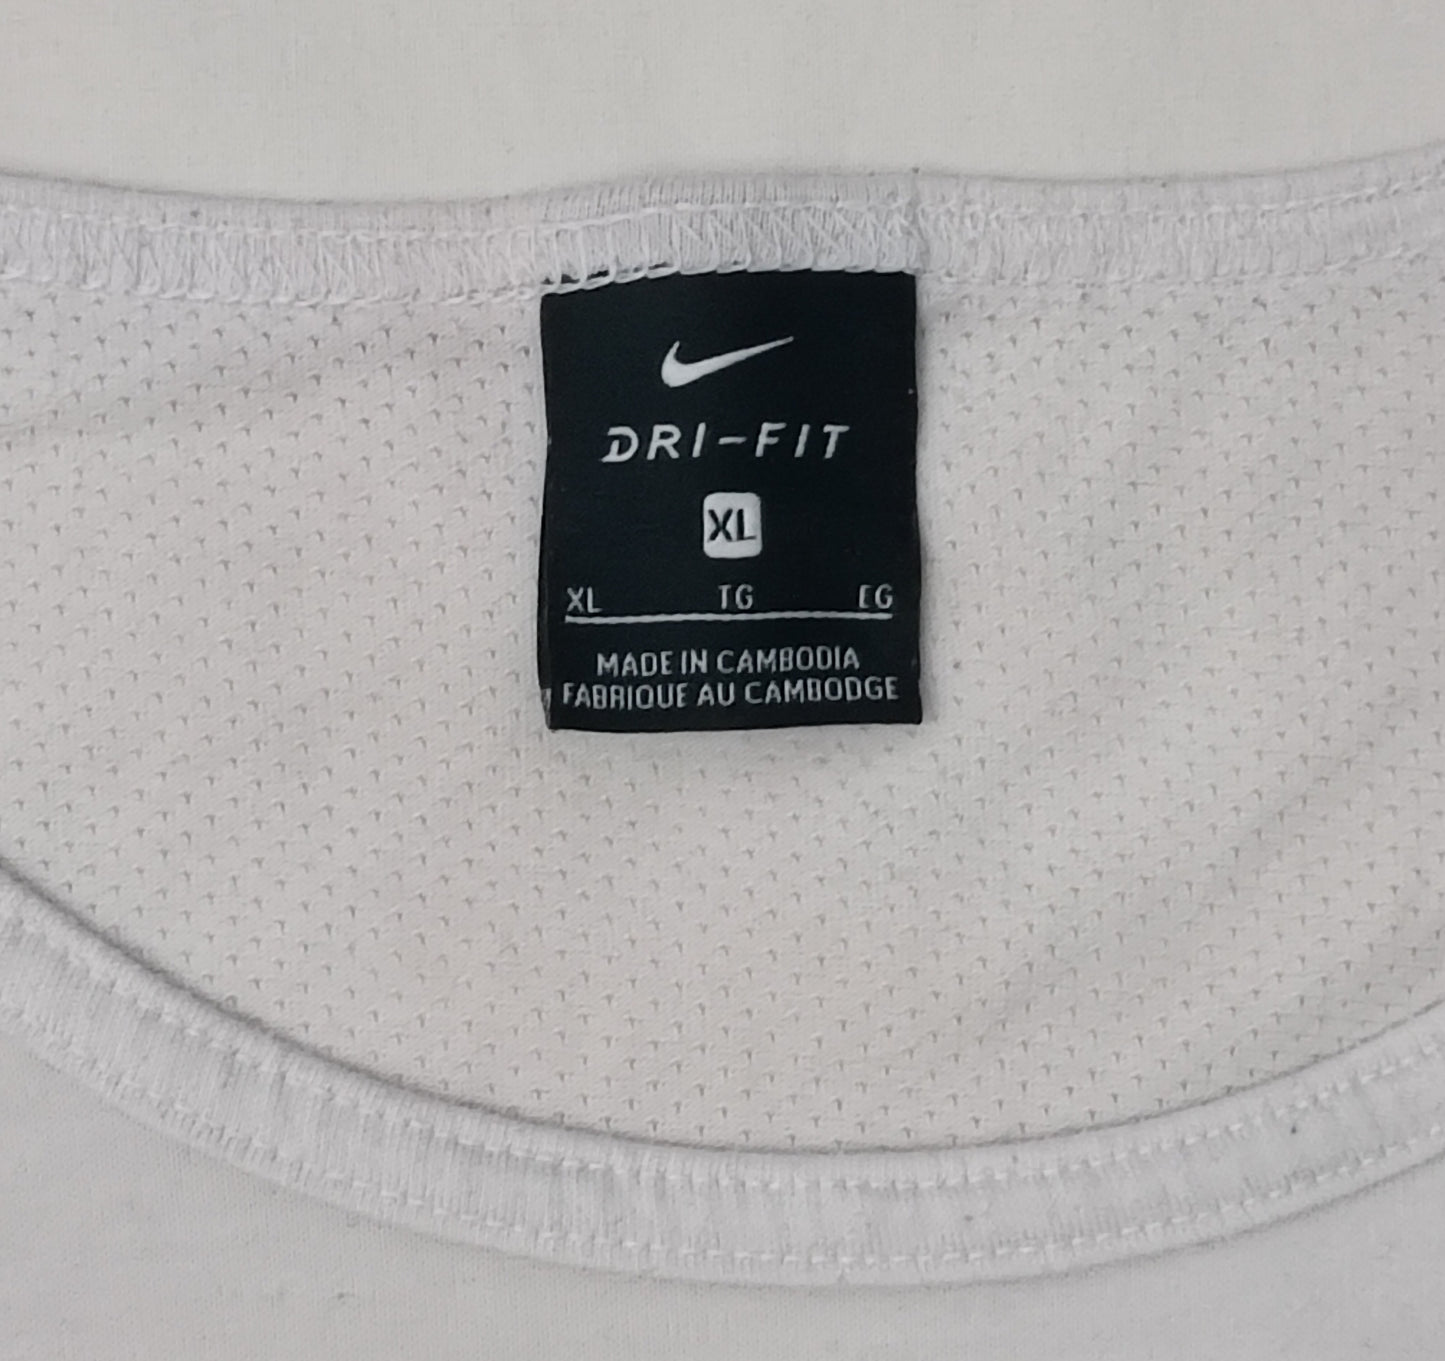 DRI-FIT
XL
XL TG EG
MADE IN CAMBODIA
FABRIQUE AU CAMBODGE